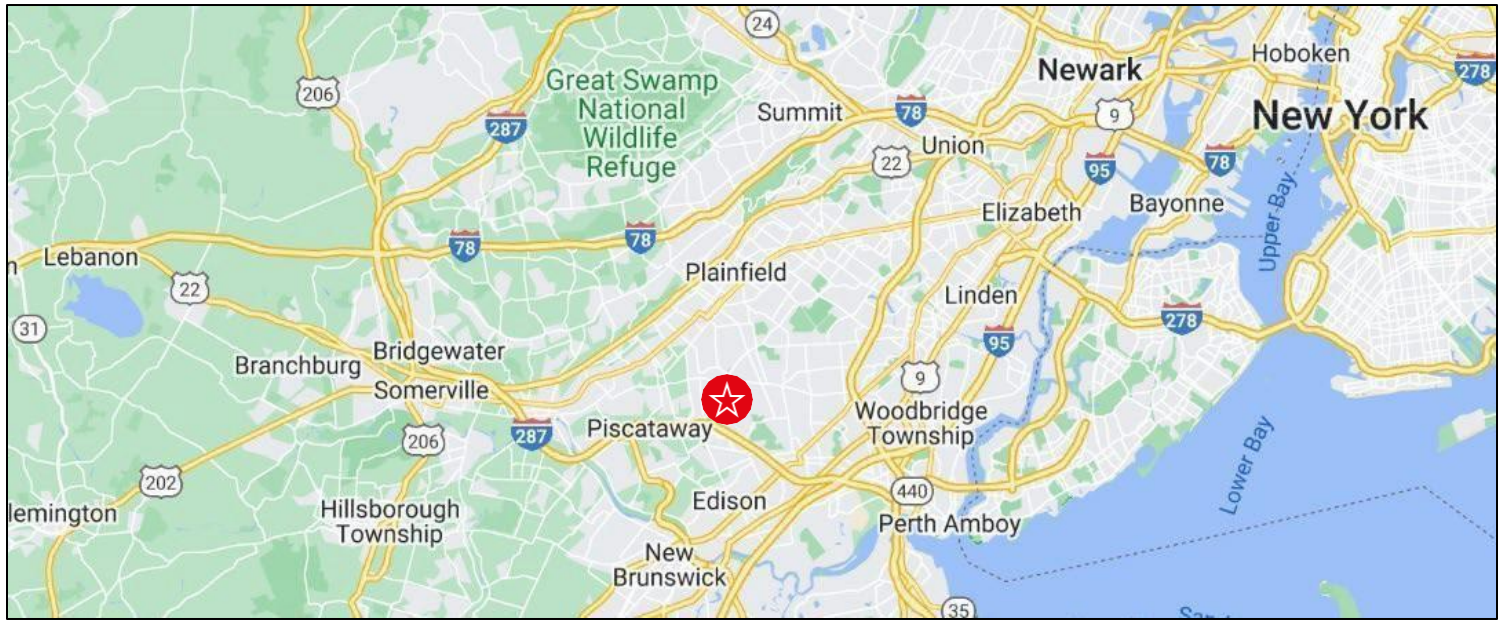 24
Hoboken
278
Newark
206
Great Swamp
National
Wildlife
Refuge
287
Summit
78
9
New York
Union
22
95
78
Elizabeth
Bayonne
Upper Bay
78
78
n
Lebanon
Plainfield
22
Linden
278
31
95
Branchburg
Bridgewater
Somerville
9
Woodbridge
Township
Piscataway
287
206
202
440
Lower Bay
lemington
Hillsborough
Township
Edison
Perth Amboy
New
Brunswick
35